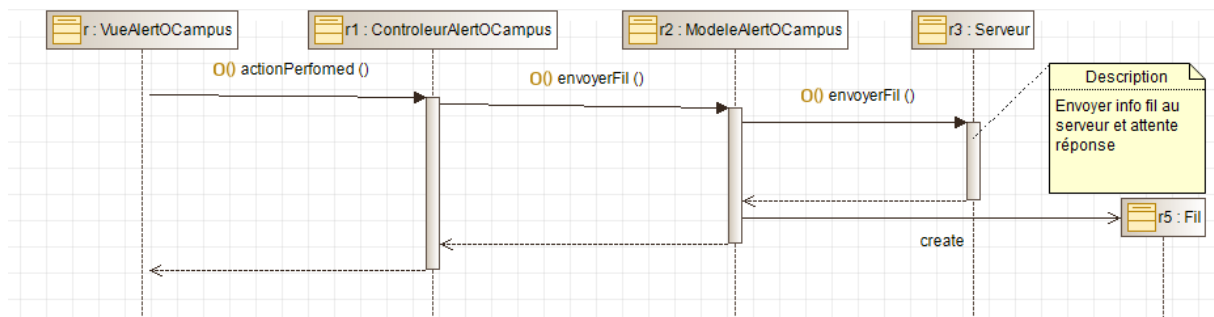 r : VueAlertOCampus
r1 : ControleurAlertOCampus
r2 : ModeleAlertOCampus
r3 : Serveur
O() actionPerfomed ()
O() envoyerFil ()
O() envoyerFil ()
Description
Envoyer info fil au
serveur et attente
réponse
r5 : Fil
create